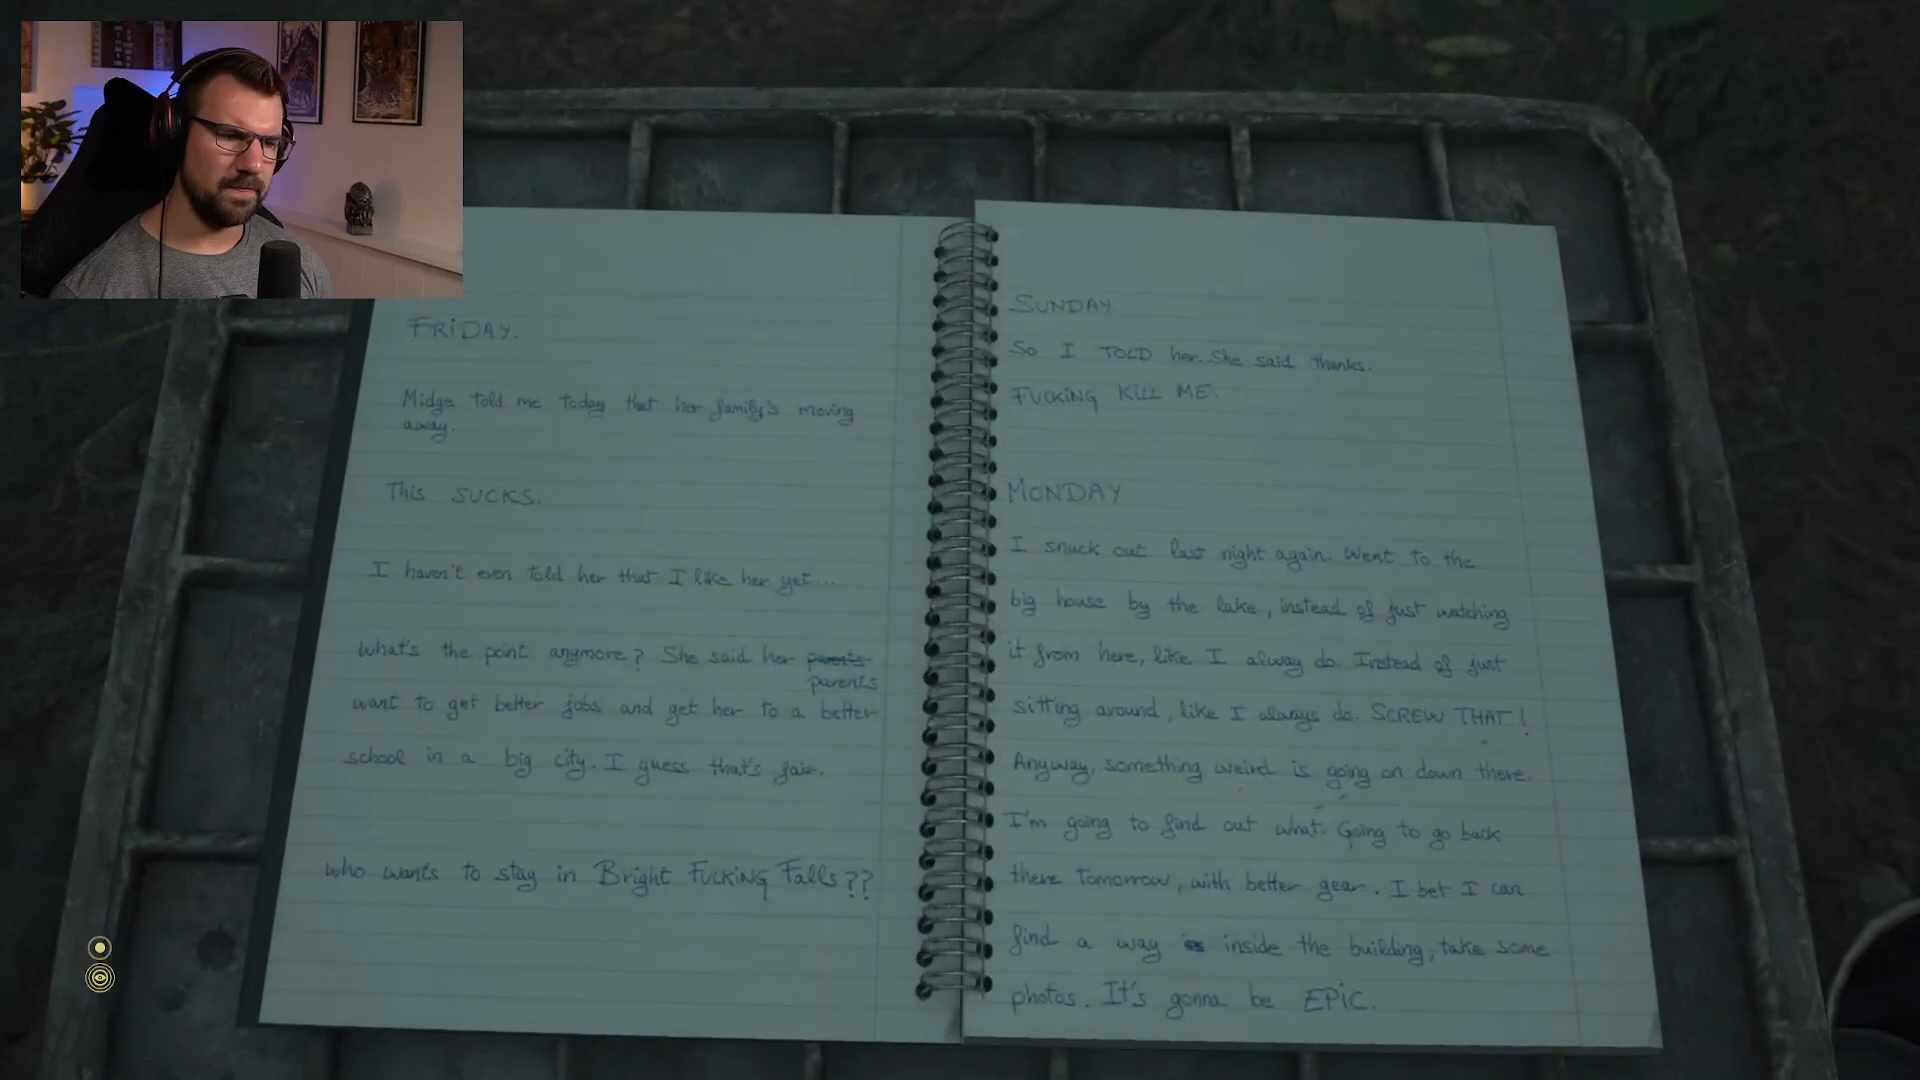 FRIDAY.
Midge told me today that her family's moving
away.
This SUCKS.
I haven't even told her that I like her yet...
what's the point anymore? She said her parents
parents
want to get better jobs and get her to a better
school in a big city. I guess that's fair.
who wants to stay in Bright FUCKING Falls??
SUNDAY
So I TOLD her. She said thanks.
FUCKING KILL ME.
MONDAY
I snuck out last night again. Went to the
big house by the lake, instead of just watching
it from here, like I alway do. Instead of just
sitting around, like I always do. SCREW THAT!
Anyway, something weird is going on down there
I'm going to find out what. Going to go back
there tomorrow, with better gear. I bet I can
find a way inside the building, take some
photos. It's gonna be EPIC.